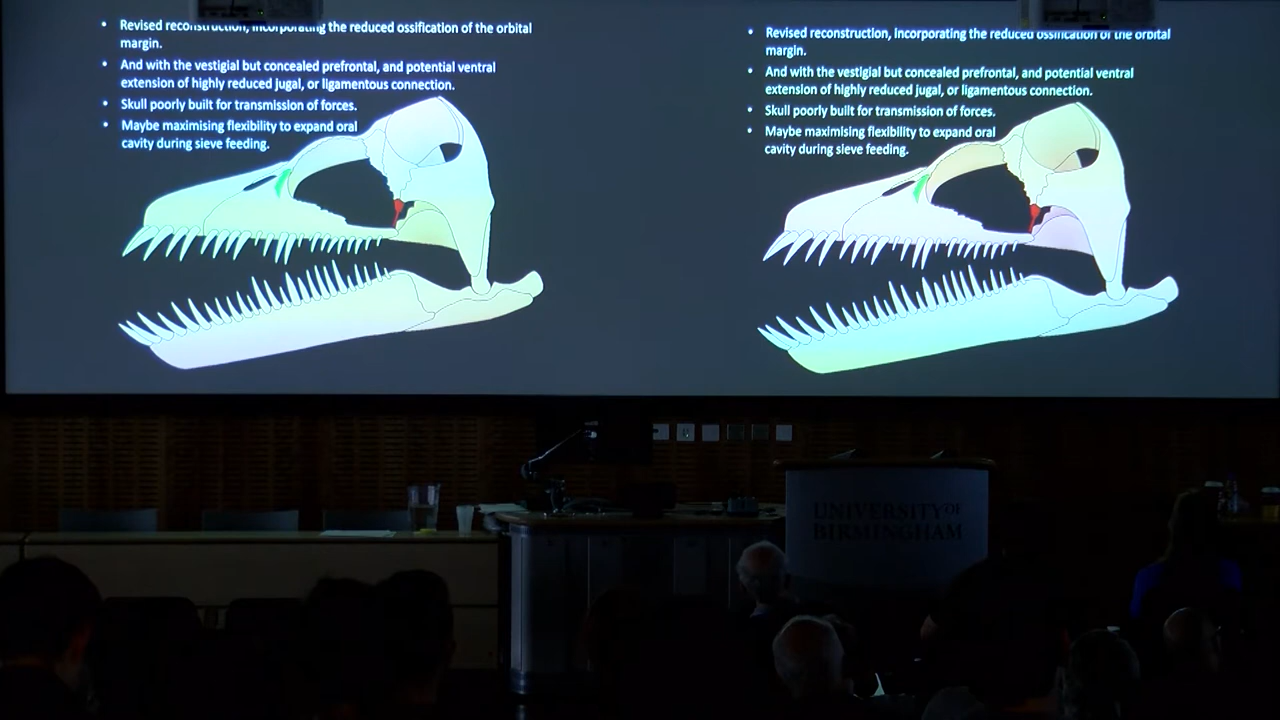 • Revised reconstruction, incorporating the reduced ossification of the orbital
margin.
• And with the vestigial but concealed prefrontal, and potential ventral
extension of highly reduced jugal, or ligamentous connection.
• Skull poorly built for transmission of forces.
• Maybe maximising flexibility to expand oral
cavity during sieve feeding.
• Revised reconstruction, incorporating the reduced ossification of the orbital
margin.
• And with the vestigial but concealed prefrontal, and potential ventral
extension of highly reduced jugal, or ligamentous connection.
• Skull poorly built for transmission of forces.
• Maybe maximising flexibility to expand oral
cavity during sieve feeding.
UNIVERSITY OF
BIRMINGHAM